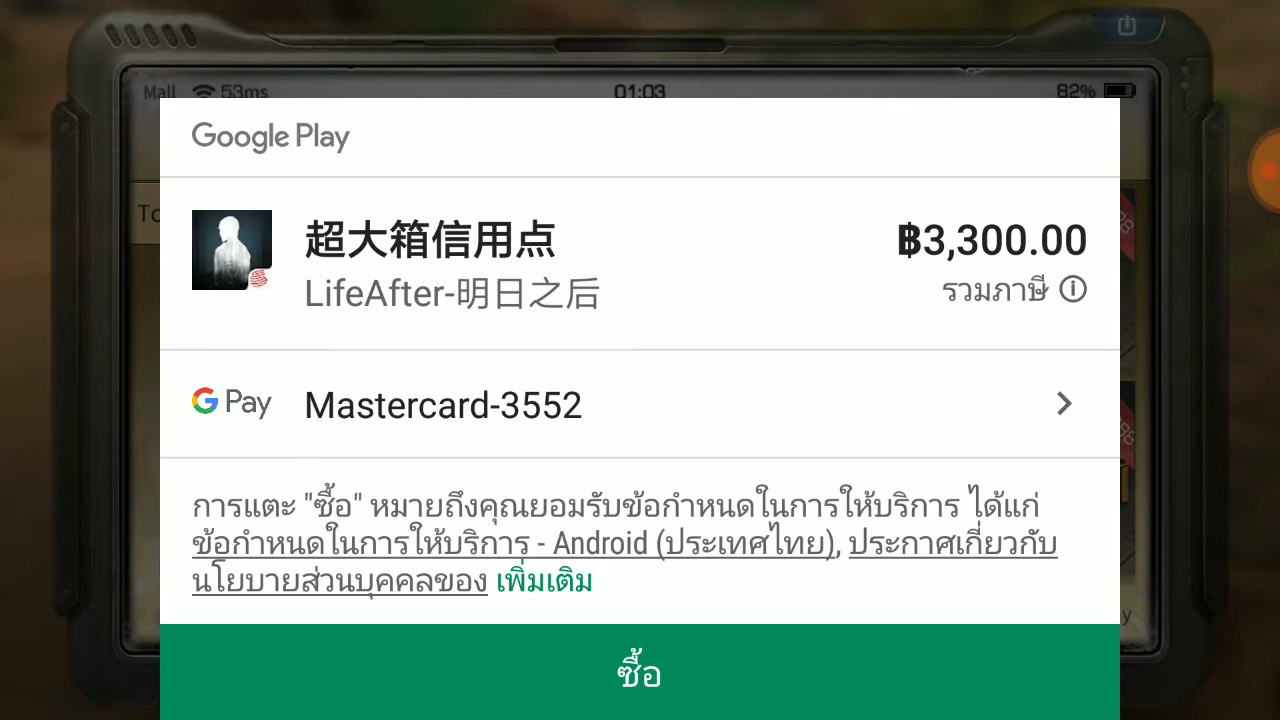 Mall 53ms 01:03 82%
Google Play
超大箱信用点 ฿3,300.00
LifeAfter-明日之后 รวมภาษี
G Pay Mastercard-3552
การแตะ "ซื้อ" หมายถึงคุณยอมรับข้อกำหนดในการให้บริการ ได้แก่
ข้อกำหนดในการให้บริการ - Android (ประเทศไทย), ประกาศเกี่ยวกับ
นโยบายส่วนบุคคลของ เพิ่มเติม
ซื้อ